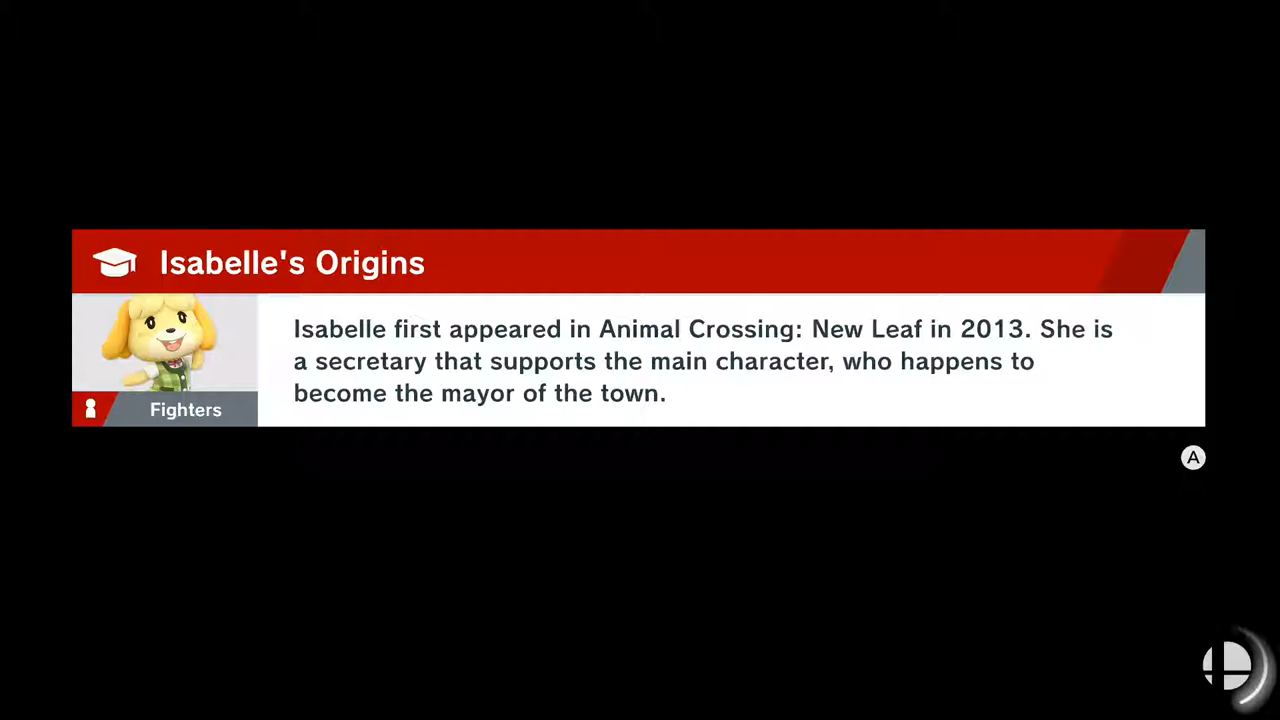 Isabelle's Origins
Isabelle first appeared in Animal Crossing: New Leaf in 2013. She is
a secretary that supports the main character, who happens to
become the mayor of the town.
Fighters
A